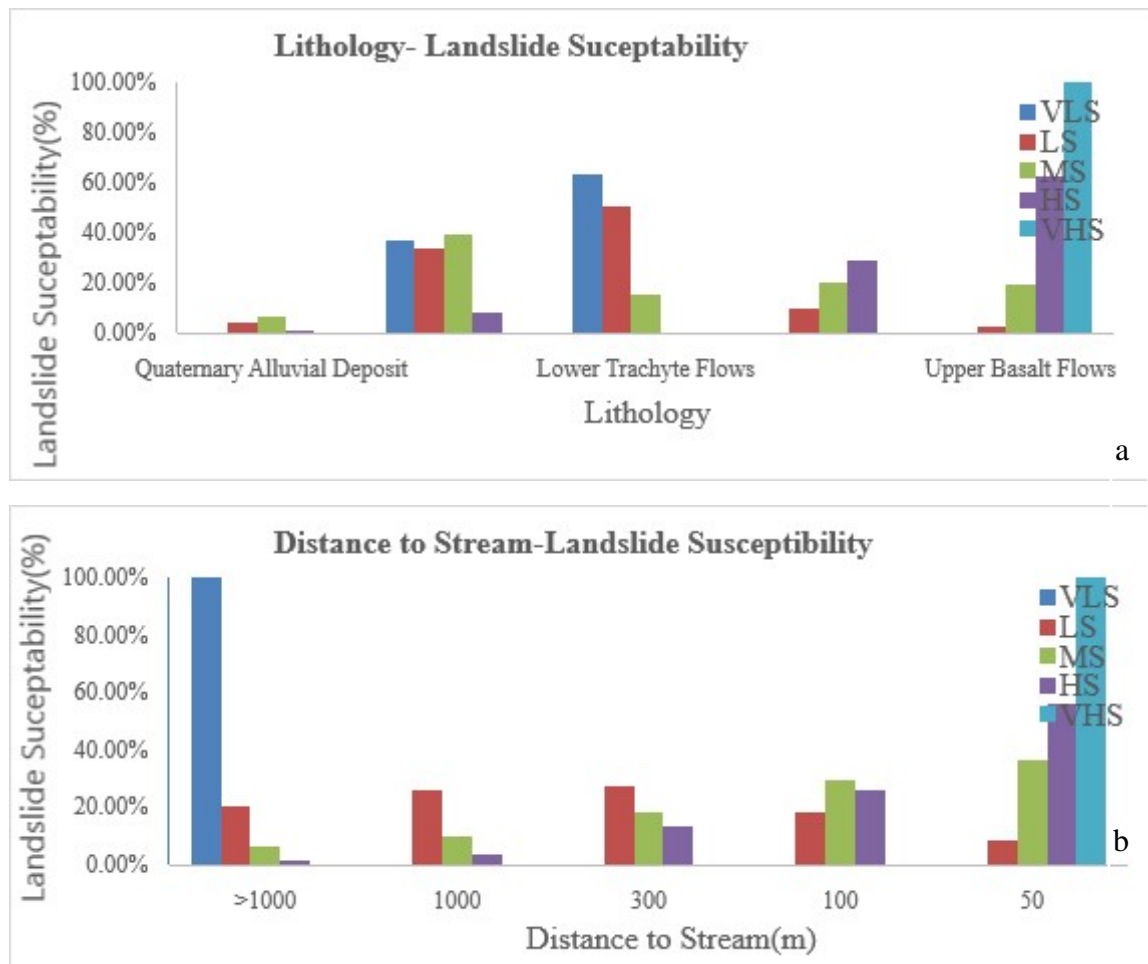 Lithology- Landslide Suceptability
Landslide Suceptability(%)
100.00%
80.00%
60.00%
40.00%
20.00%
0.00%
VLS
LS
MS
HS
VHS
Quaternary Alluvial Deposit Lower Trachyte Flows Upper Basalt Flows
Lithology
a
Distance to Stream-Landslide Susceptibility
Landslide Suceptability(%)
100.00%
80.00%
60.00%
40.00%
20.00%
0.00%
VLS
LS
MS
HS
VHS
>1000 1000 300 100 50
Distance to Stream(m)
b